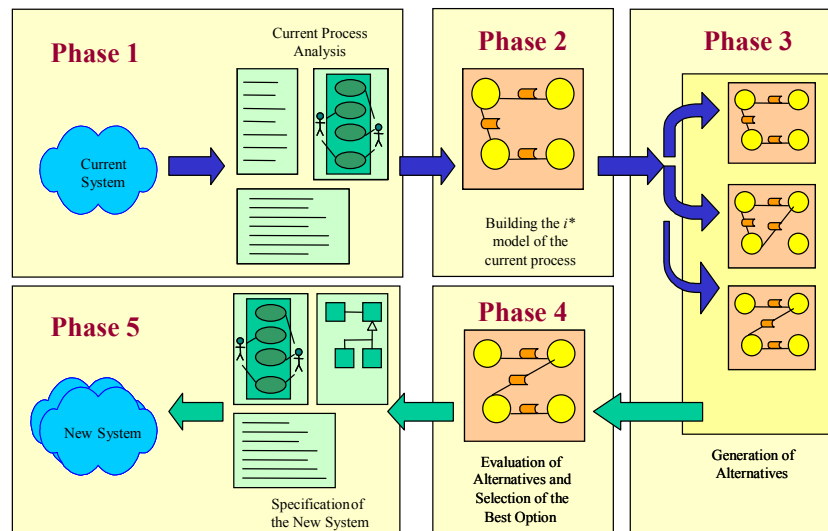 Phase 1
Current Process
Analysis
Current
System
Phase 2
Building the i*
model of the
current process
Phase 3
Generation of
Alternatives
Phase 4
Evaluation of
Alternatives and
Selection of the
Best Option
Phase 5
New System
Specification of
the New System